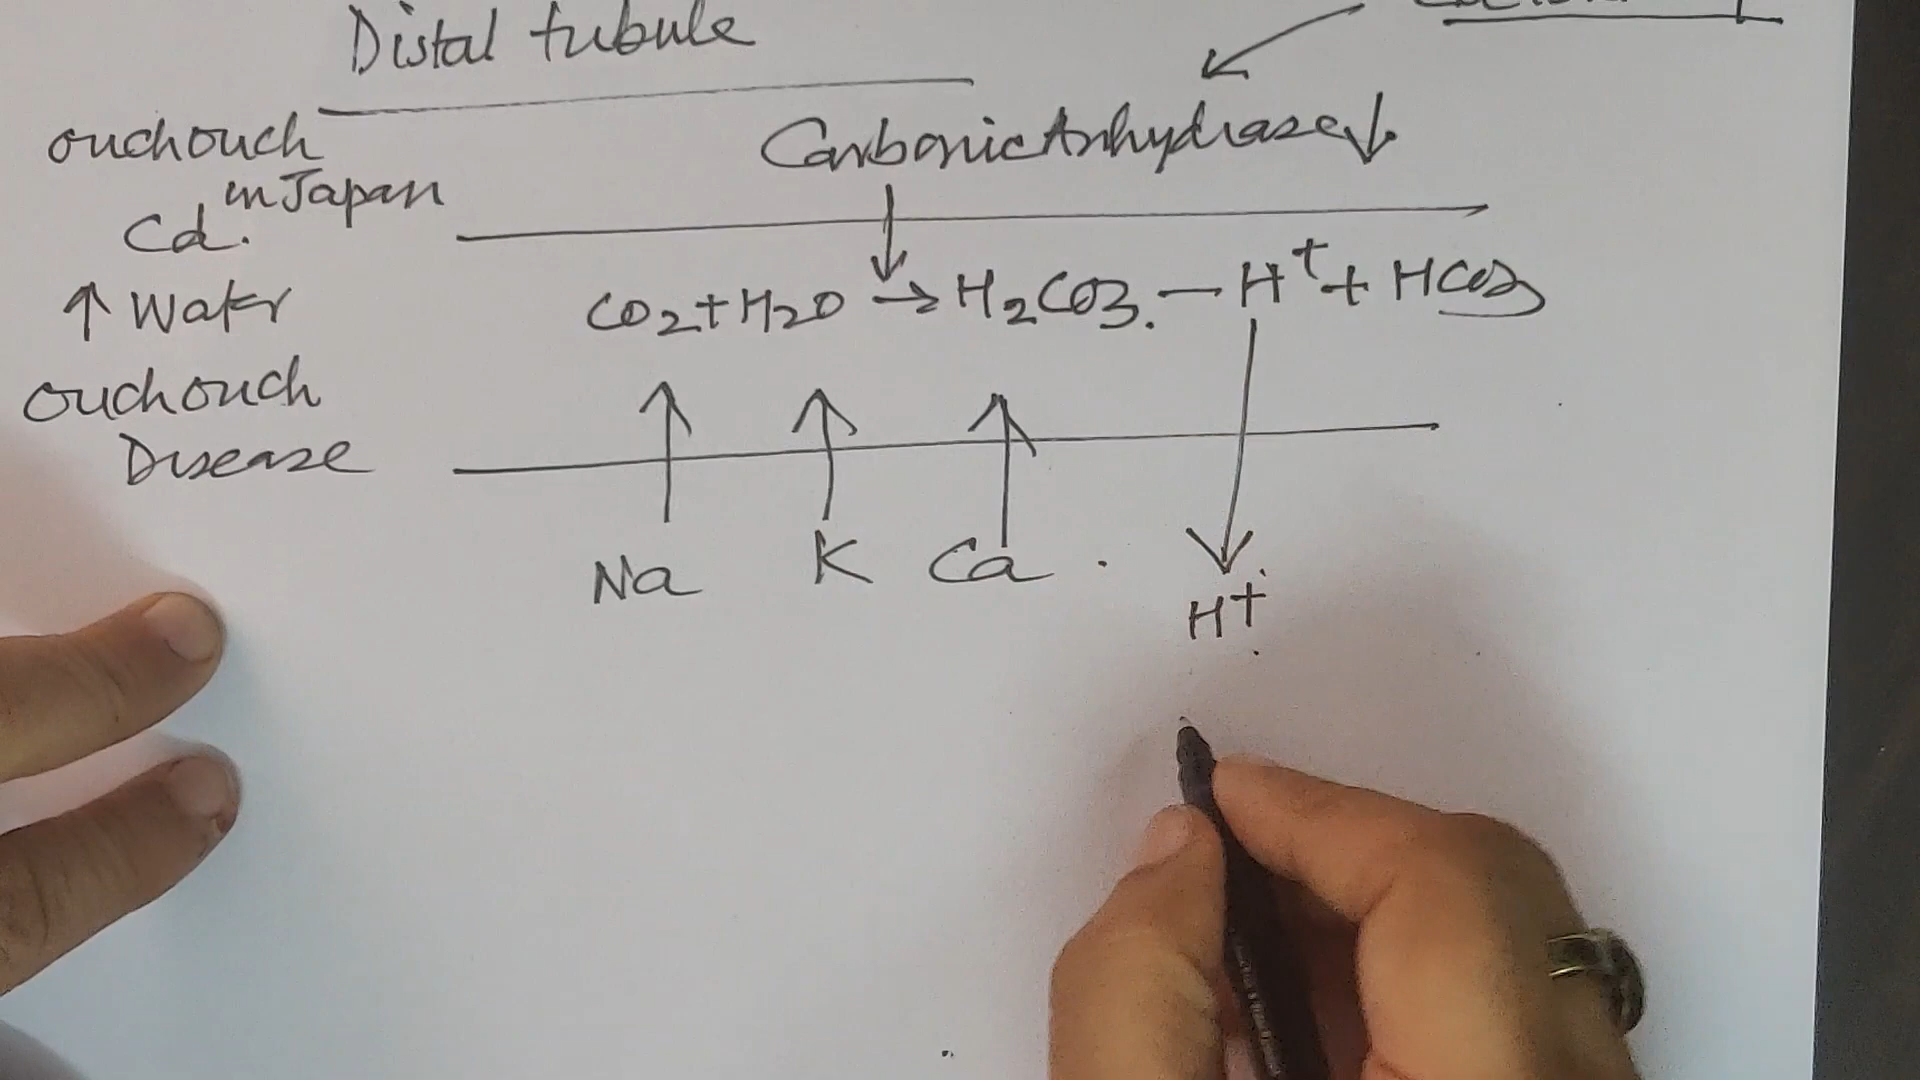 Distal tubule
ouchouch
in Japan
Cd.
↑ Water
ouchouch
Disease
Carbonic Anhydrase↓
CO2+H2O → H2CO3. — H+ + HCO3
Na K Ca . H+